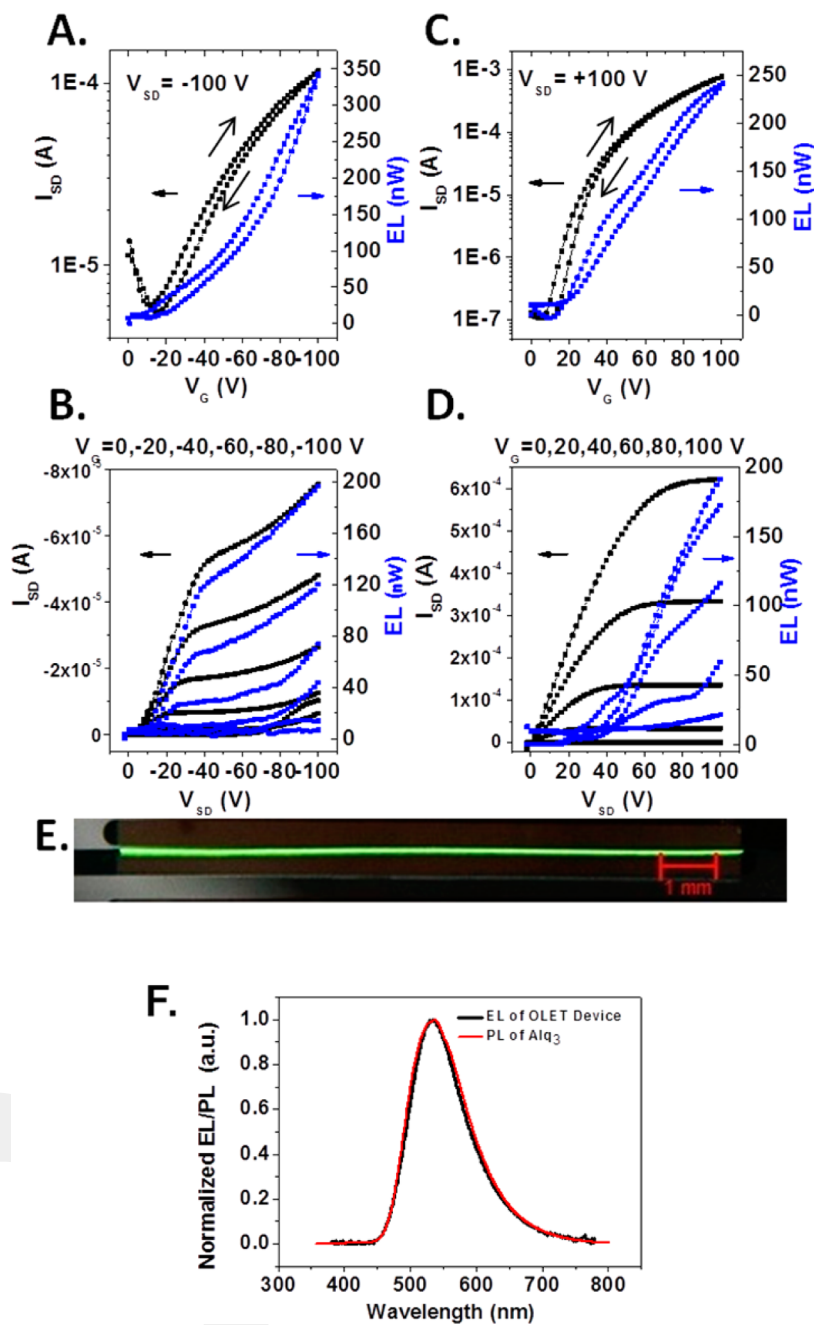 A.
V_SD = -100 V
1E-4
1E-5
I_SD (A)
350
300
250
200
150
100
50
0
EL (nW)
0 -20 -40 -60 -80 -100
V_G (V)
C.
V_SD = +100 V
1E-3
1E-4
1E-5
1E-6
1E-7
I_SD (A)
250
200
150
100
50
0
EL (nW)
0 20 40 60 80 100
V_G (V)
B.
V_G=0,-20,-40,-60,-80,-100 V
-8x10^-5
-6x10^-5
-4x10^-5
-2x10^-5
0
I_SD (A)
200
160
120
80
40
0
EL (nW)
0 -20 -40 -60 -80 -100
V_SD (V)
D.
V_G=0,20,40,60,80,100 V
6x10^-4
5x10^-4
4x10^-4
3x10^-4
2x10^-4
1x10^-4
0
I_SD (A)
200
150
100
50
0
EL (nW)
0 20 40 60 80 100
V_SD (V)
E.
1 mm
F.
EL of OLET Device
PL of Alq3
1.0
0.8
0.6
0.4
0.2
0.0
Normalized EL/PL (a.u.)
300 400 500 600 700 800
Wavelength (nm)